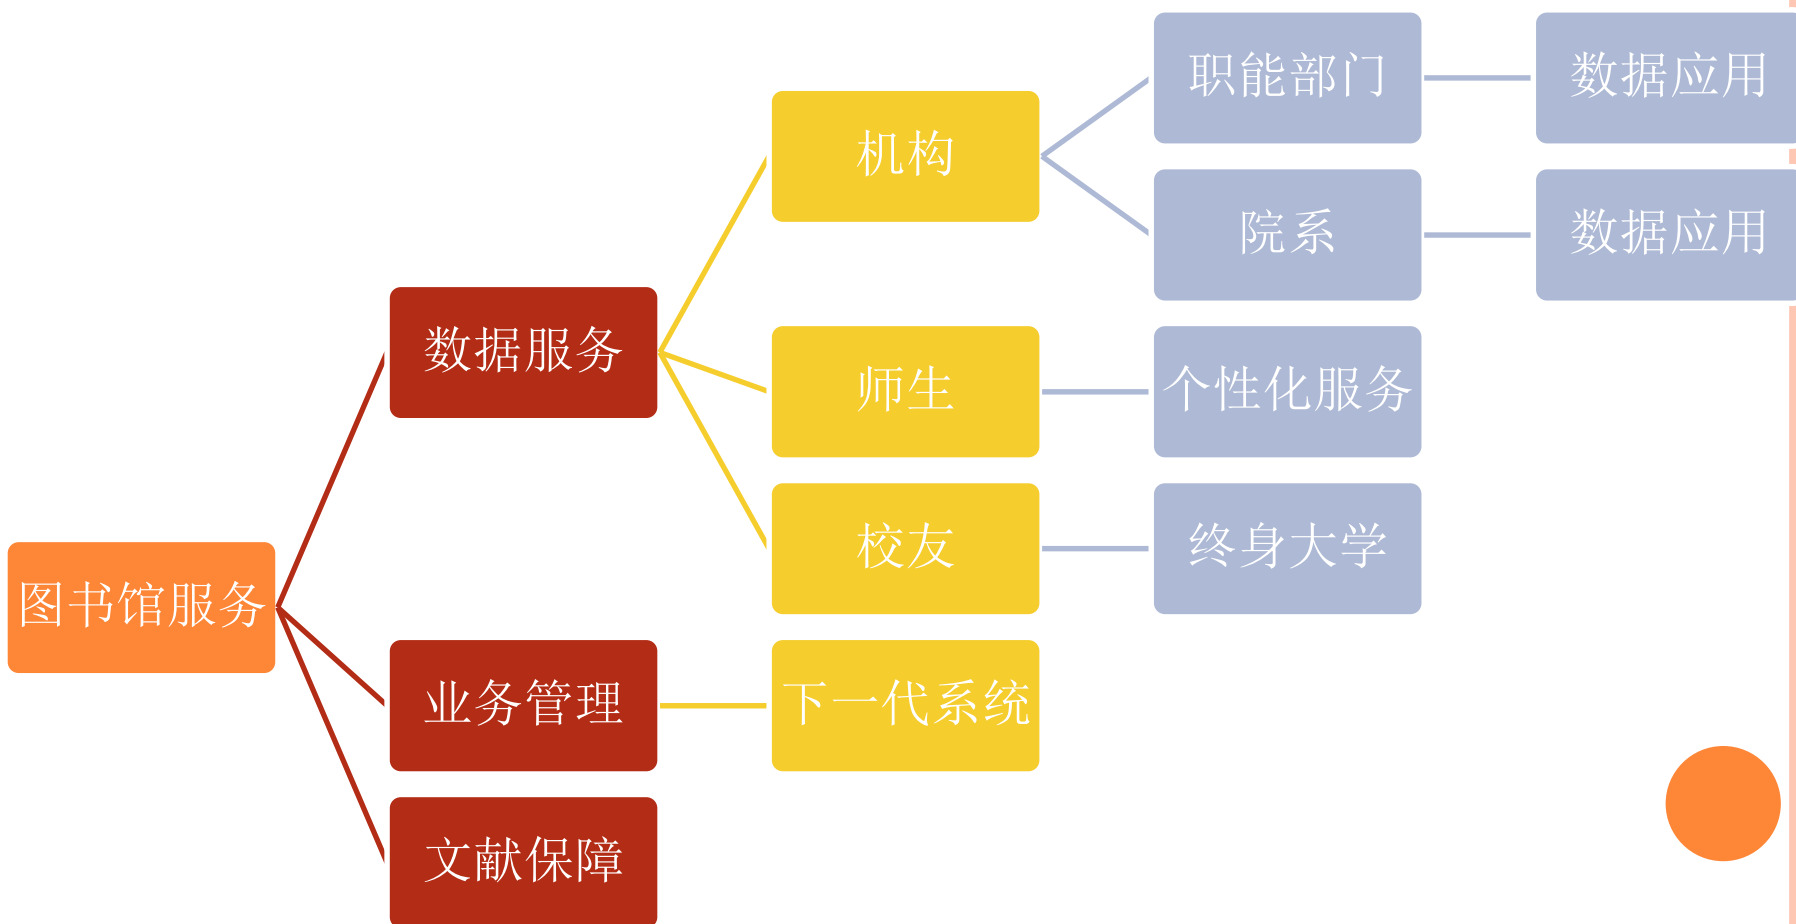 职能部门
数据应用
机构
院系
数据应用
数据服务
师生
个性化服务
校友
终身大学
图书馆服务
业务管理
下一代系统
文献保障